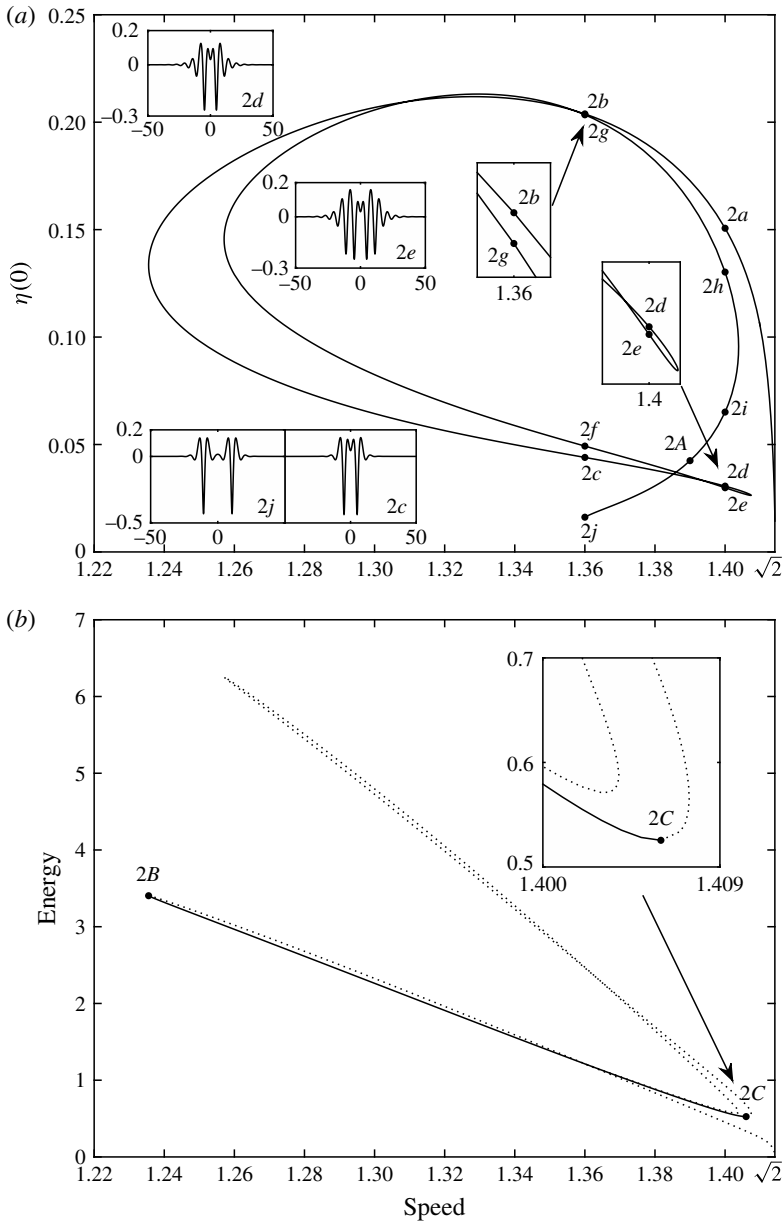 (a)
0.25
0.20
0.15
0.10
0.05
0
η(0)
0.2
0
−0.3
−50 0 50
2d
0.2
0
−0.3
−50 0 50
2e
2b
2g
1.36
2b
2g
2a
2h
2d
2e
1.4
2i
2A
2f
2c
2d
2e
2j
0.2
0
−0.5
−50 0 0 50
2j
2c
1.22 1.24 1.26 1.28 1.30 1.32 1.34 1.36 1.38 1.40 √2
(b)
7
6
5
4
3
2
1
0
Energy
0.7
0.6
0.5
2C
1.400 1.409
2B
2C
1.22 1.24 1.26 1.28 1.30 1.32 1.34 1.36 1.38 1.40 √2
Speed